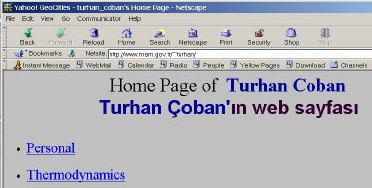 Yahoo! GeoCities - turhan_coban's Home Page - Netscape
File Edit View Go Communicator Help
Back Forward Reload Home Search Netscape Print Security Shop Stop
Bookmarks Netsite: http://www.mam.gov.tr/~turhan/
Instant Message WebMail Calendar Radio People Yellow Pages Download Channels
Home Page of Turhan Coban
Turhan Çoban'ın web sayfası
Personal
Thermodynamics